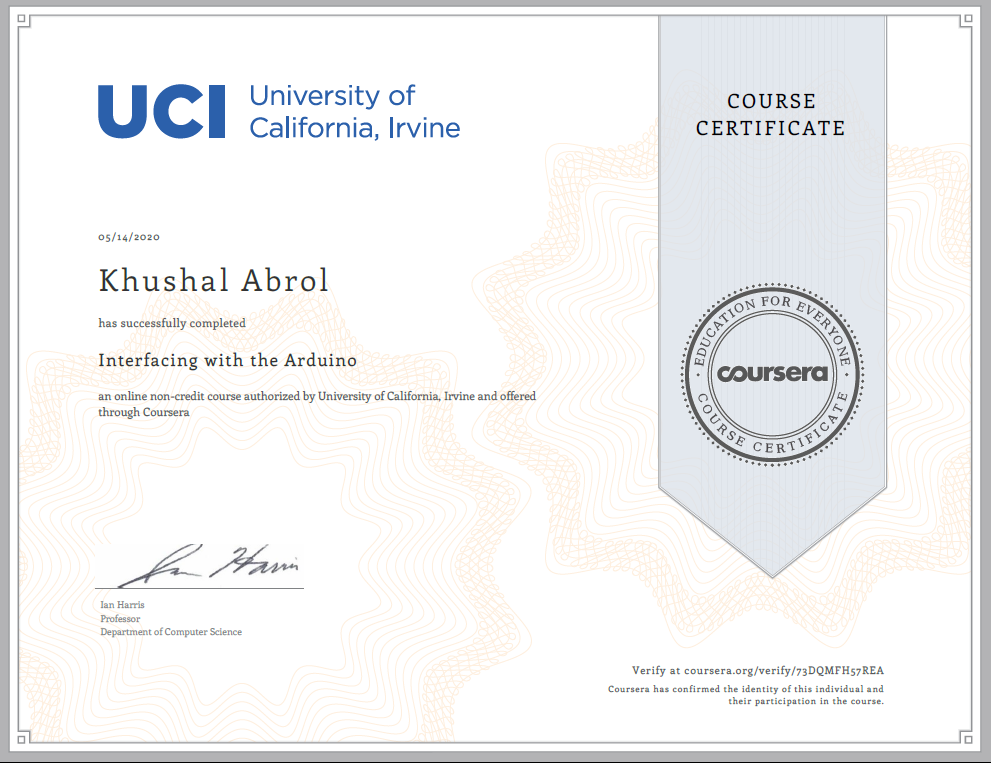 UCI University of
California, Irvine
COURSE
CERTIFICATE
05/14/2020
Khushal Abrol
has successfully completed
Interfacing with the Arduino
an online non-credit course authorized by University of California, Irvine and offered
through Coursera
EDUCATION FOR EVERYONE
coursera
COURSE CERTIFICATE
Ian Harris
Ian Harris
Professor
Department of Computer Science
Verify at coursera.org/verify/73DQMFH57REA
Coursera has confirmed the identity of this individual and
their participation in the course.